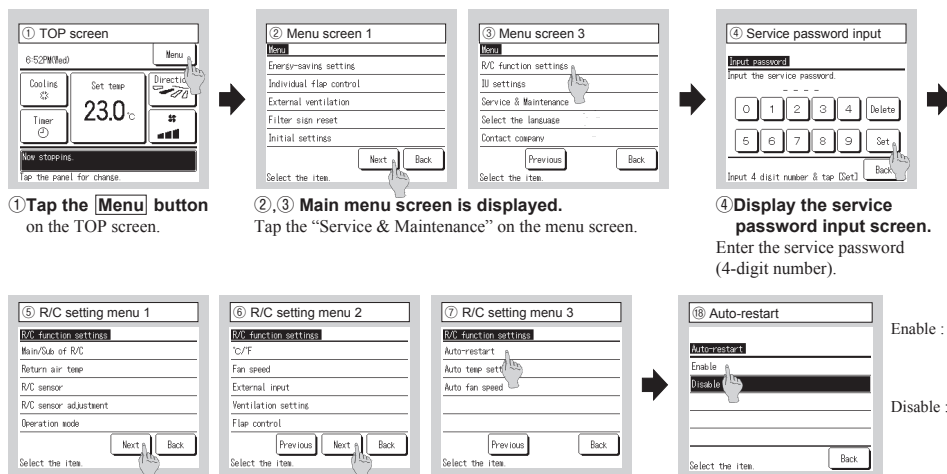 ① TOP screen
6:52PM(Wed)
Menu
Cooling
Set temp
Direction
Timer
23.0 °C
Now stopping.
Tap the panel for change.
① Tap the Menu button
on the TOP screen.
② Menu screen 1
Menu
Energy-saving setting
Individual flap control
External ventilation
Filter sign reset
Initial settings
Next
Back
Select the item.
③ Menu screen 3
Menu
R/C function settings
IU settings
Service & Maintenance
Select the language
Contact company
Previous
Back
Select the item.
②,③ Main menu screen is displayed.
Tap the “Service & Maintenance” on the menu screen.
④ Service password input
Input password
Input the service password.
- - - -
0 1 2 3 4 Delete
5 6 7 8 9 Set
Back
Input 4 digit number & tap [Set]
④ Display the service
password input screen.
Enter the service password
(4-digit number).
⑤ R/C setting menu 1
R/C function settings
Main/Sub of R/C
Return air temp
R/C sensor
R/C sensor adjustment
Operation mode
Next
Back
Select the item.
⑥ R/C setting menu 2
R/C function settings
°C/°F
Fan speed
External input
Ventilation setting
Flap control
Previous
Next
Back
Select the item.
⑦ R/C setting menu 3
R/C function settings
Auto-restart
Auto temp sett
Auto fan speed
Previous
Back
Select the item.
⑱ Auto-restart
Auto-restart
Enable
Disable
Back
Select the item.
Enable :
Disable :